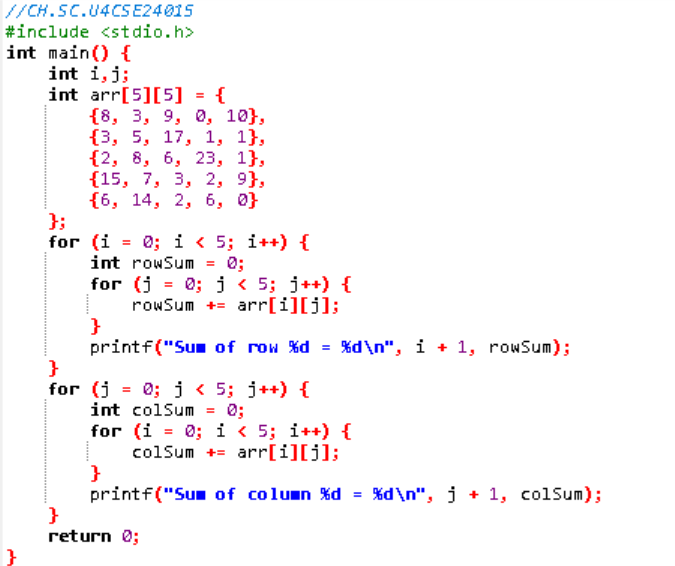 //CH.SC.U4CSE24015
#include <stdio.h>
int main() {
    int i,j;
    int arr[5][5] = {
        {8, 3, 9, 0, 10},
        {3, 5, 17, 1, 1},
        {2, 8, 6, 23, 1},
        {15, 7, 3, 2, 9},
        {6, 14, 2, 6, 0}
    };
    for (i = 0; i < 5; i++) {
        int rowSum = 0;
        for (j = 0; j < 5; j++) {
            rowSum += arr[i][j];
        }
        printf("Sum of row %d = %d\n", i + 1, rowSum);
    }
    for (j = 0; j < 5; j++) {
        int colSum = 0;
        for (i = 0; i < 5; i++) {
            colSum += arr[i][j];
        }
        printf("Sum of column %d = %d\n", j + 1, colSum);
    }
    return 0;
}